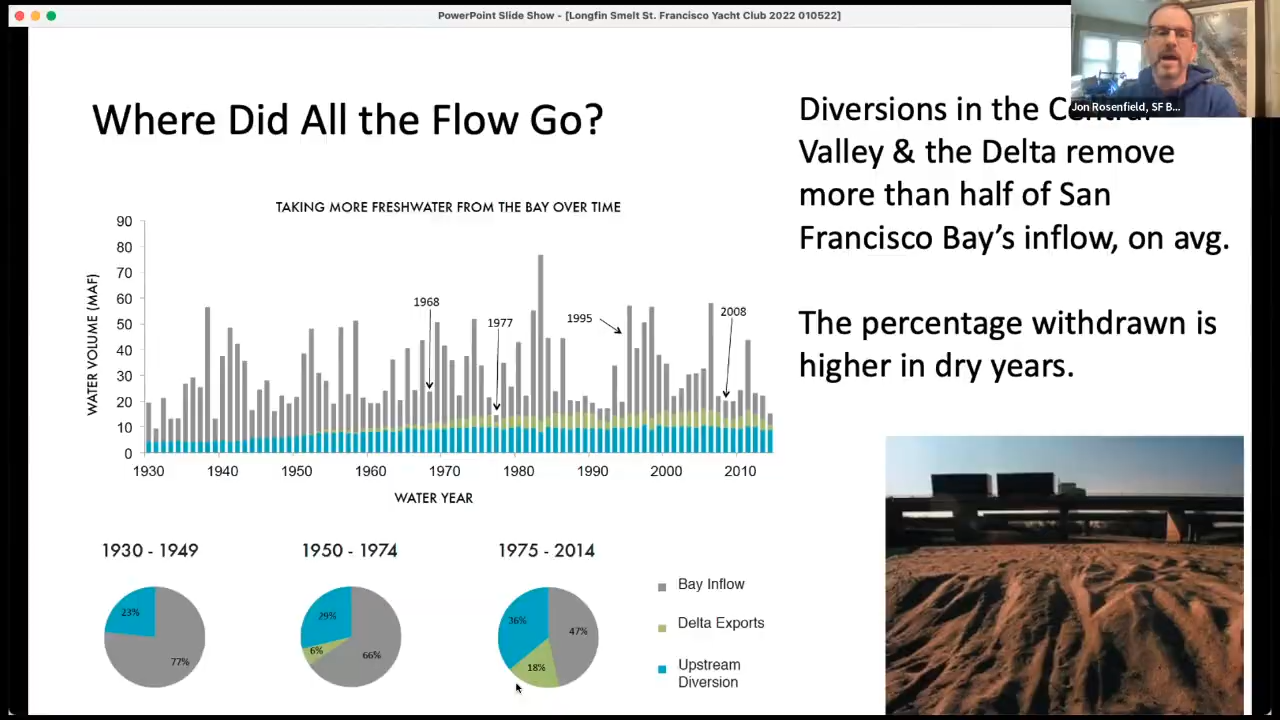 PowerPoint Slide Show - [Longfin Smelt St. Francisco Yacht Club 2022 010522]
Jon Rosenfield, SF B...
Where Did All the Flow Go?
Diversions in the Central
Valley & the Delta remove
more than half of San
Francisco Bay's inflow, on avg.
The percentage withdrawn is
higher in dry years.
TAKING MORE FRESHWATER FROM THE BAY OVER TIME
WATER VOLUME (MAF)
90
80
70
60
50
40
30
20
10
0
1968
1977
1995
2008
1930 1940 1950 1960 1970 1980 1990 2000 2010
WATER YEAR
1930 - 1949
23%
77%
1950 - 1974
29%
6%
66%
1975 - 2014
36%
47%
18%
Bay Inflow
Delta Exports
Upstream
Diversion